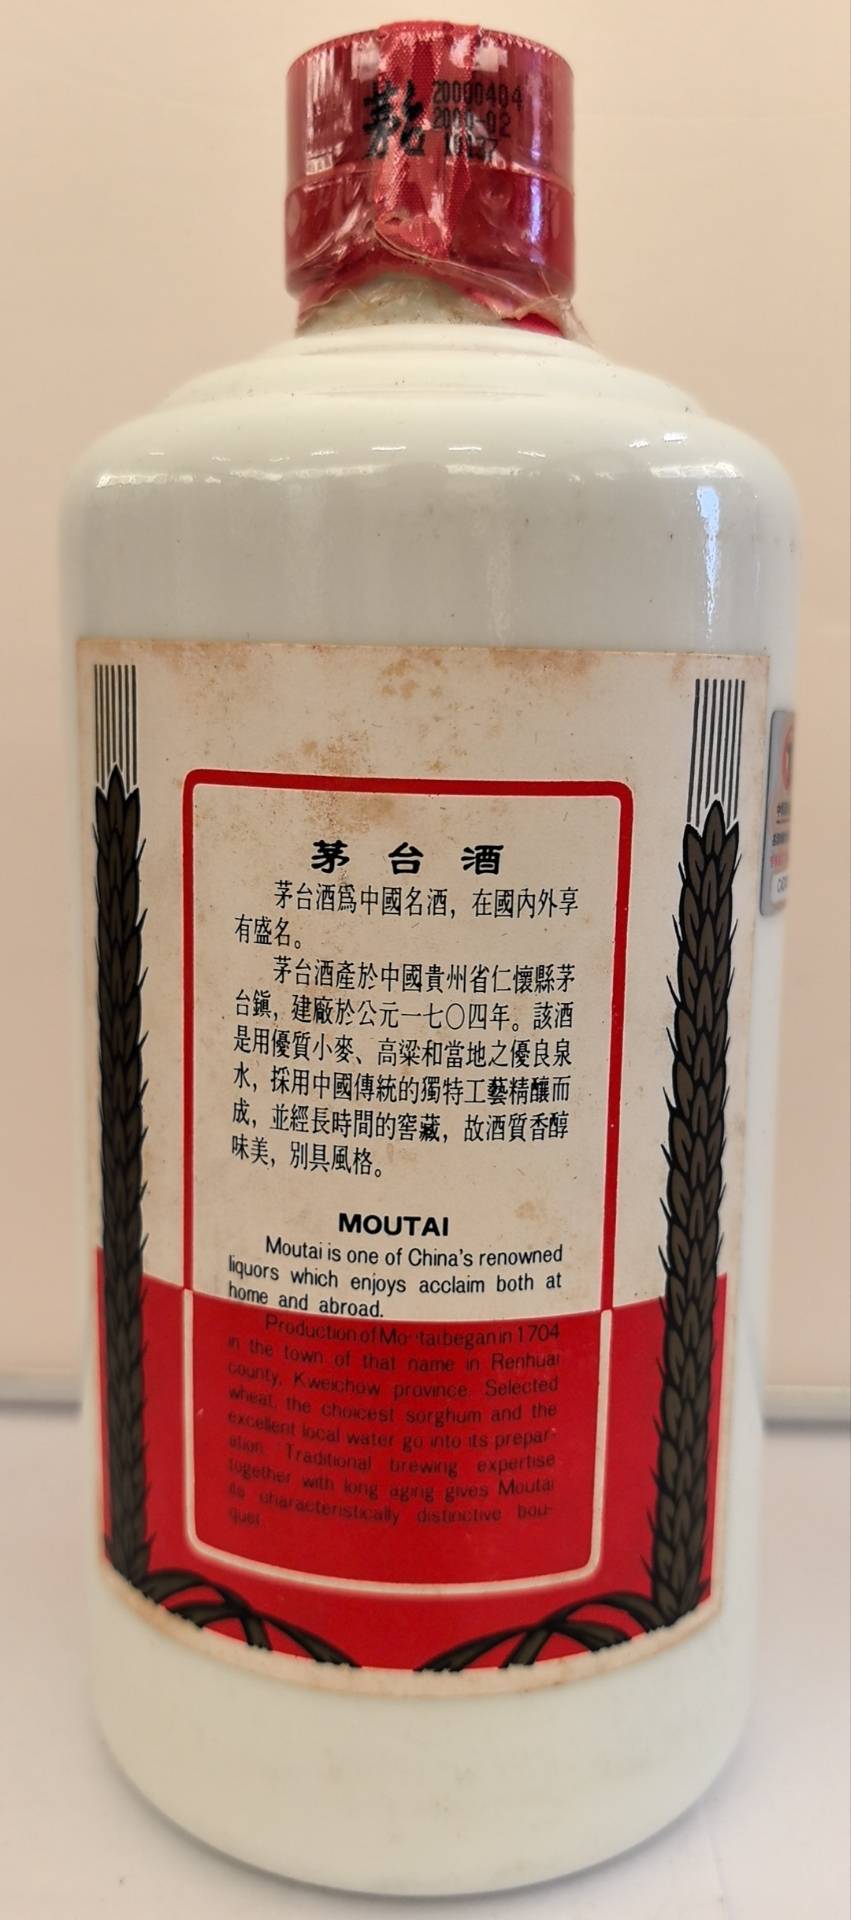 茅台
20000404
2000-02
茅台酒
茅台酒爲中國名酒，在國內外享
有盛名。
茅台酒產於中國貴州省仁懷縣茅
台鎮，建廠於公元一七〇四年。該酒
是用優質小麥、高粱和當地之優良泉
水，採用中國傳統的獨特工藝精釀而
成，並經長時間的窖藏，故酒質香醇
味美，別具風格。
MOUTAI
Moutai is one of China's renowned
liquors which enjoys acclaim both at
home and abroad.
Production of Moutai began in 1704
in the town of that name in Renhuai
county, Kweichow province. Selected
wheat, the choicest sorghum and the
excellent local water go into its prepar-
ation. Traditional brewing expertise
together with long aging gives Moutai
its characteristically distinctive bou-
quet.